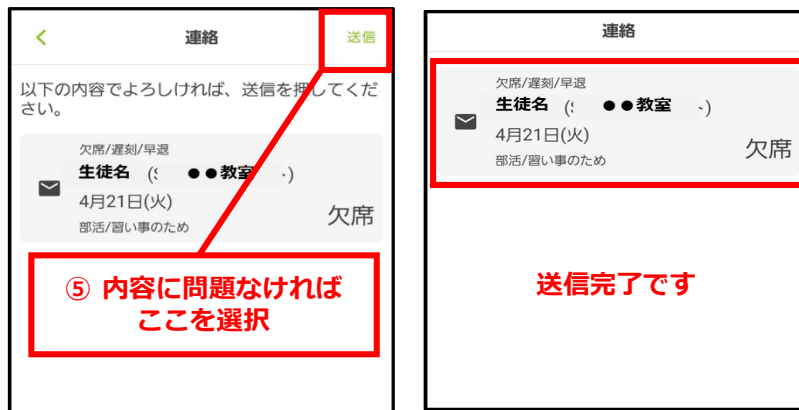 連絡
送信
以下の内容でよろしければ、送信を押してくだ
さい。
欠席/遅刻/早退
生徒名 ( ●●教室 )
4月21日(火)
部活/習い事のため
欠席
⑤ 内容に問題なければ
ここを選択
連絡
欠席/遅刻/早退
生徒名 ( ●●教室 )
4月21日(火)
部活/習い事のため
欠席
送信完了です